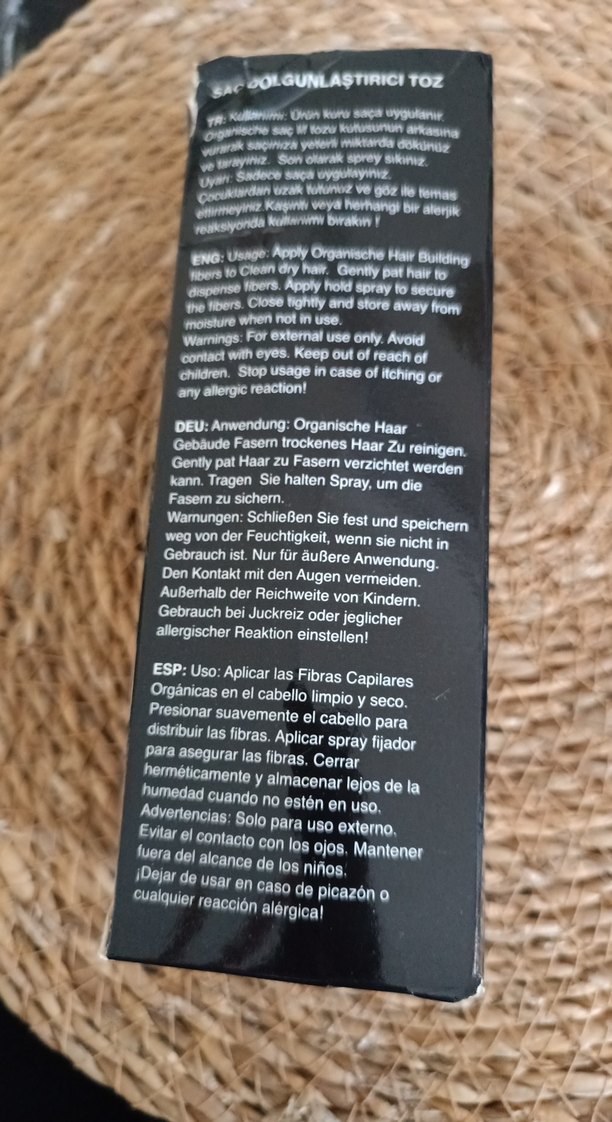 SAÇ DOLGUNLAŞTIRICI TOZ
TR: Kullanımı: Ürün kuru saça uygulanır.
Organische saç lif tozu kutusunun arkasına
vurarak saçınıza yeterli miktarda dökünüz
ve tarayınız. Son olarak sprey sıkınız.
Uyarı: Sadece saça uygulayınız.
Çocuklardan uzak tutunuz ve göz ile temas
ettirmeyiniz.Kaşıntı veya herhangi bir alerjik
reaksiyonda kullanımı bırakın !
ENG: Usage: Apply Organische Hair Building
fibers to Clean dry hair. Gently pat hair to
dispense fibers. Apply hold spray to secure
the fibers. Close tightly and store away from
moisture when not in use.
Warnings: For external use only. Avoid
contact with eyes. Keep out of reach of
children. Stop usage in case of itching or
any allergic reaction!
DEU: Anwendung: Organische Haar
Gebäude Fasern trockenes Haar Zu reinigen.
Gently pat Haar zu Fasern verzichtet werden
kann. Tragen Sie halten Spray, um die
Fasern zu sichern.
Warnungen: Schließen Sie fest und speichern
weg von der Feuchtigkeit, wenn sie nicht in
Gebrauch ist. Nur für äußere Anwendung.
Den Kontakt mit den Augen vermeiden.
Außerhalb der Reichweite von Kindern.
Gebrauch bei Juckreiz oder jeglicher
allergischer Reaktion einstellen!
ESP: Uso: Aplicar las Fibras Capilares
Orgánicas en el cabello limpio y seco.
Presionar suavemente el cabello para
distribuir las fibras. Aplicar spray fijador
para asegurar las fibras. Cerrar
herméticamente y almacenar lejos de la
humedad cuando no estén en uso.
Advertencias: Solo para uso externo.
Evitar el contacto con los ojos. Mantener
fuera del alcance de los niños.
¡Dejar de usar en caso de picazón o
cualquier reacción alérgica!